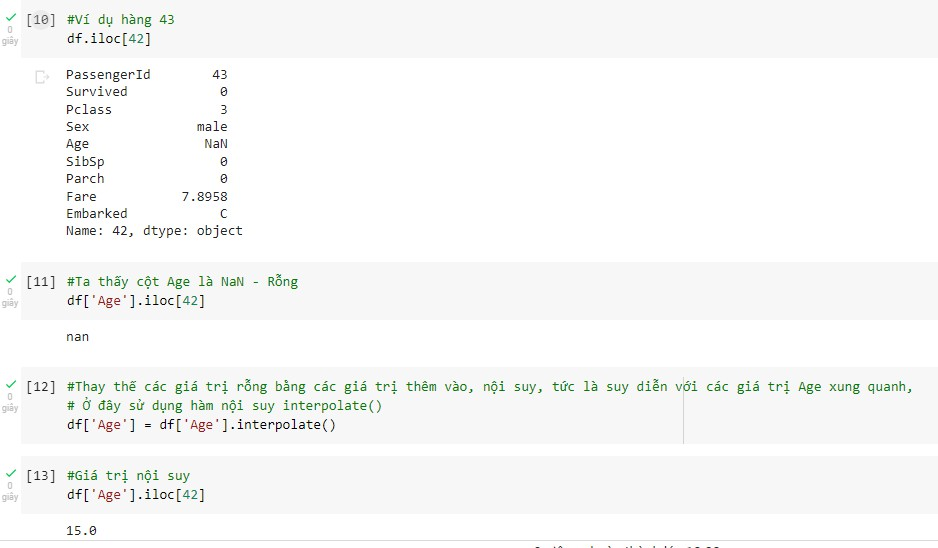 [10] #Ví dụ hàng 43
0
giây
df.iloc[42]
PassengerId 43
Survived 0
Pclass 3
Sex male
Age NaN
SibSp 0
Parch 0
Fare 7.8958
Embarked C
Name: 42, dtype: object
[11] #Ta thấy cột Age là NaN - Rỗng
0
giây
df['Age'].iloc[42]
nan
[12] #Thay thế các giá trị rỗng bằng các giá trị thêm vào, nội suy, tức là suy diễn với các giá trị Age xung quanh,
0
giây
# Ở đây sử dụng hàm nội suy interpolate()
df['Age'] = df['Age'].interpolate()
[13] #Giá trị nội suy
0
giây
df['Age'].iloc[42]
15.0